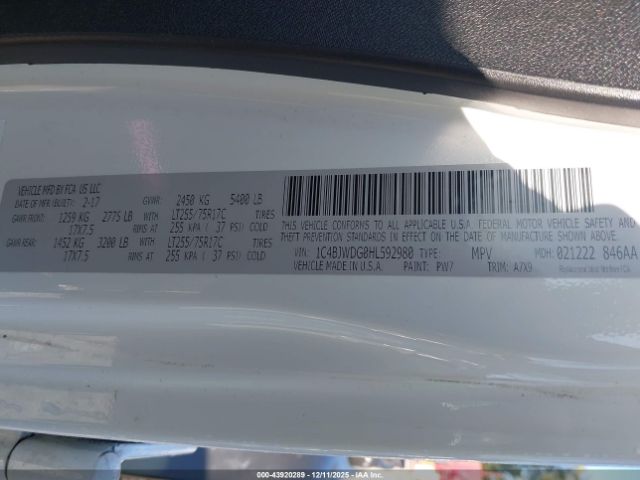 VEHICLE MFD BY FCA US LLC
DATE OF MFR (BUILT): 2-17 GVWR: 2450 KG 5400 LB
GAWR FRONT: 1259 KG 2775 LB WITH LT255/75R17C TIRES
17X7.5 RIMS AT 255 KPA ( 37 PSI) COLD
GAWR REAR: 1452 KG 3200 LB WITH LT255/75R17C TIRES
17X7.5 RIMS AT 255 KPA ( 37 PSI) COLD
THIS VEHICLE CONFORMS TO ALL APPLICABLE U.S.A. FEDERAL MOTOR VEHICLE SAFETY AND
THEFT PREVENTION STANDARDS IN EFFECT ON THE DATE OF MANUFACTURE SHOWN ABOVE.
VIN: 1C4BJWDG0HL592980 TYPE: MPV MDH: 021222 846AA
VEHICLE MADE IN U.S.A. PAINT: PW7 TRIM: A7X9
000-43920289 - 12/11/2025 - IAAI.COM